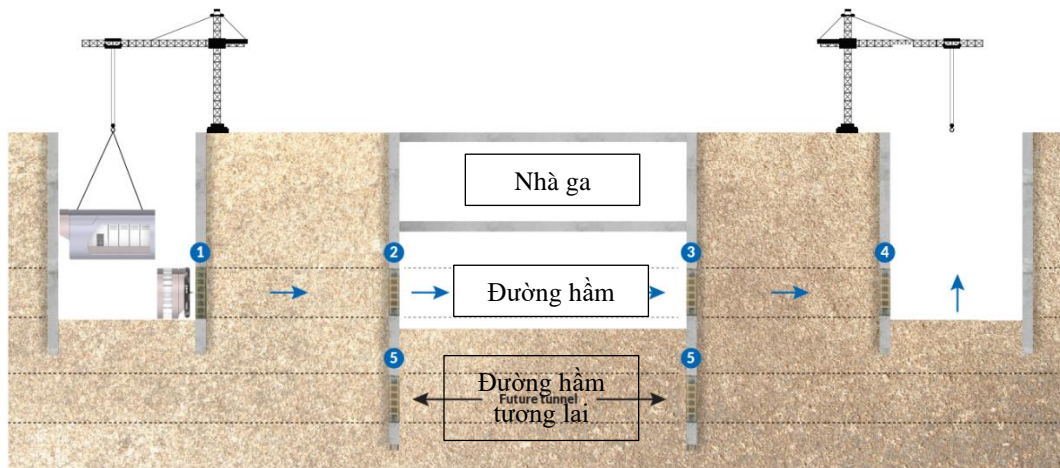 Nhà ga
1
2
3
4
Đường hầm
5
5
Đường hầm
Future tunnel
tương lai